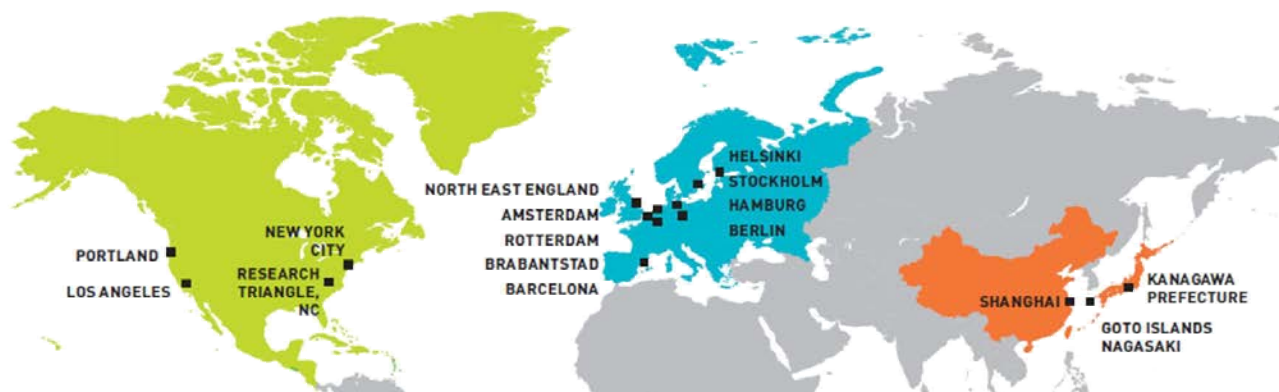 PORTLAND
LOS ANGELES
NEW YORK
CITY
RESEARCH
TRIANGLE,
NC
NORTH EAST ENGLAND
AMSTERDAM
ROTTERDAM
BRABANTSTAD
BARCELONA
HELSINKI
STOCKHOLM
HAMBURG
BERLIN
SHANGHAI
KANAGAWA
PREFECTURE
GOTO ISLANDS
NAGASAKI